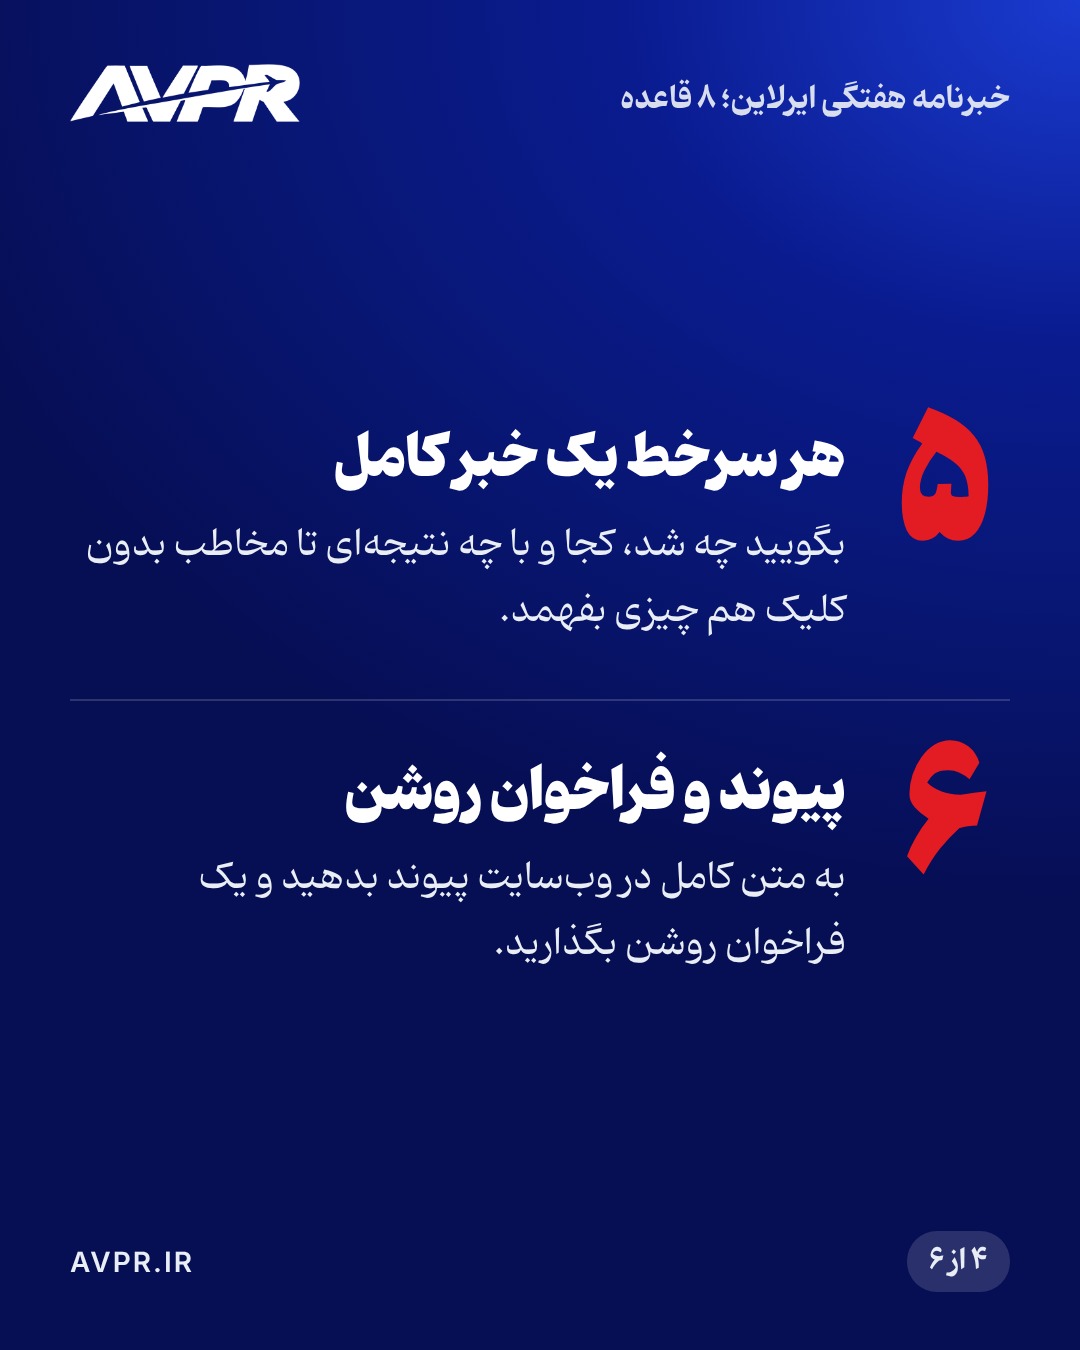 خبرنامه هفتگی ایرلاین؛ ۸ قاعده
AVPR
۵
هر سرخط یک خبر کامل
بگویید چه شد، کجا و با چه نتیجه‌ای تا مخاطب بدون
کلیک هم چیزی بفهمد.
۶
پیوند و فراخوان روشن
به متن کامل در وب‌سایت پیوند بدهید و یک
فراخوان روشن بگذارید.
۴ از ۶
AVPR.IR